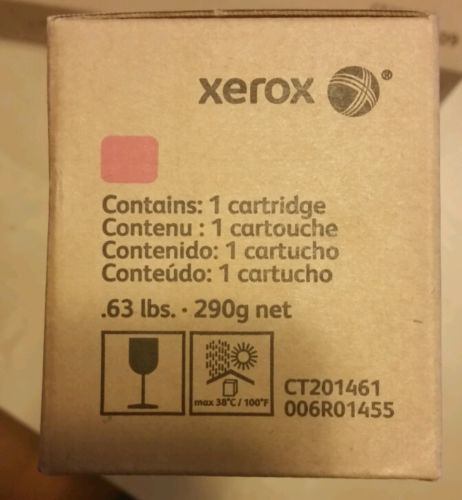 xerox®
Contains: 1 cartridge
Contenu : 1 cartouche
Contenido: 1 cartucho
Conteúdo: 1 cartucho
.63 lbs. · 290g net
max 38°C / 100°F
CT201461
006R01455